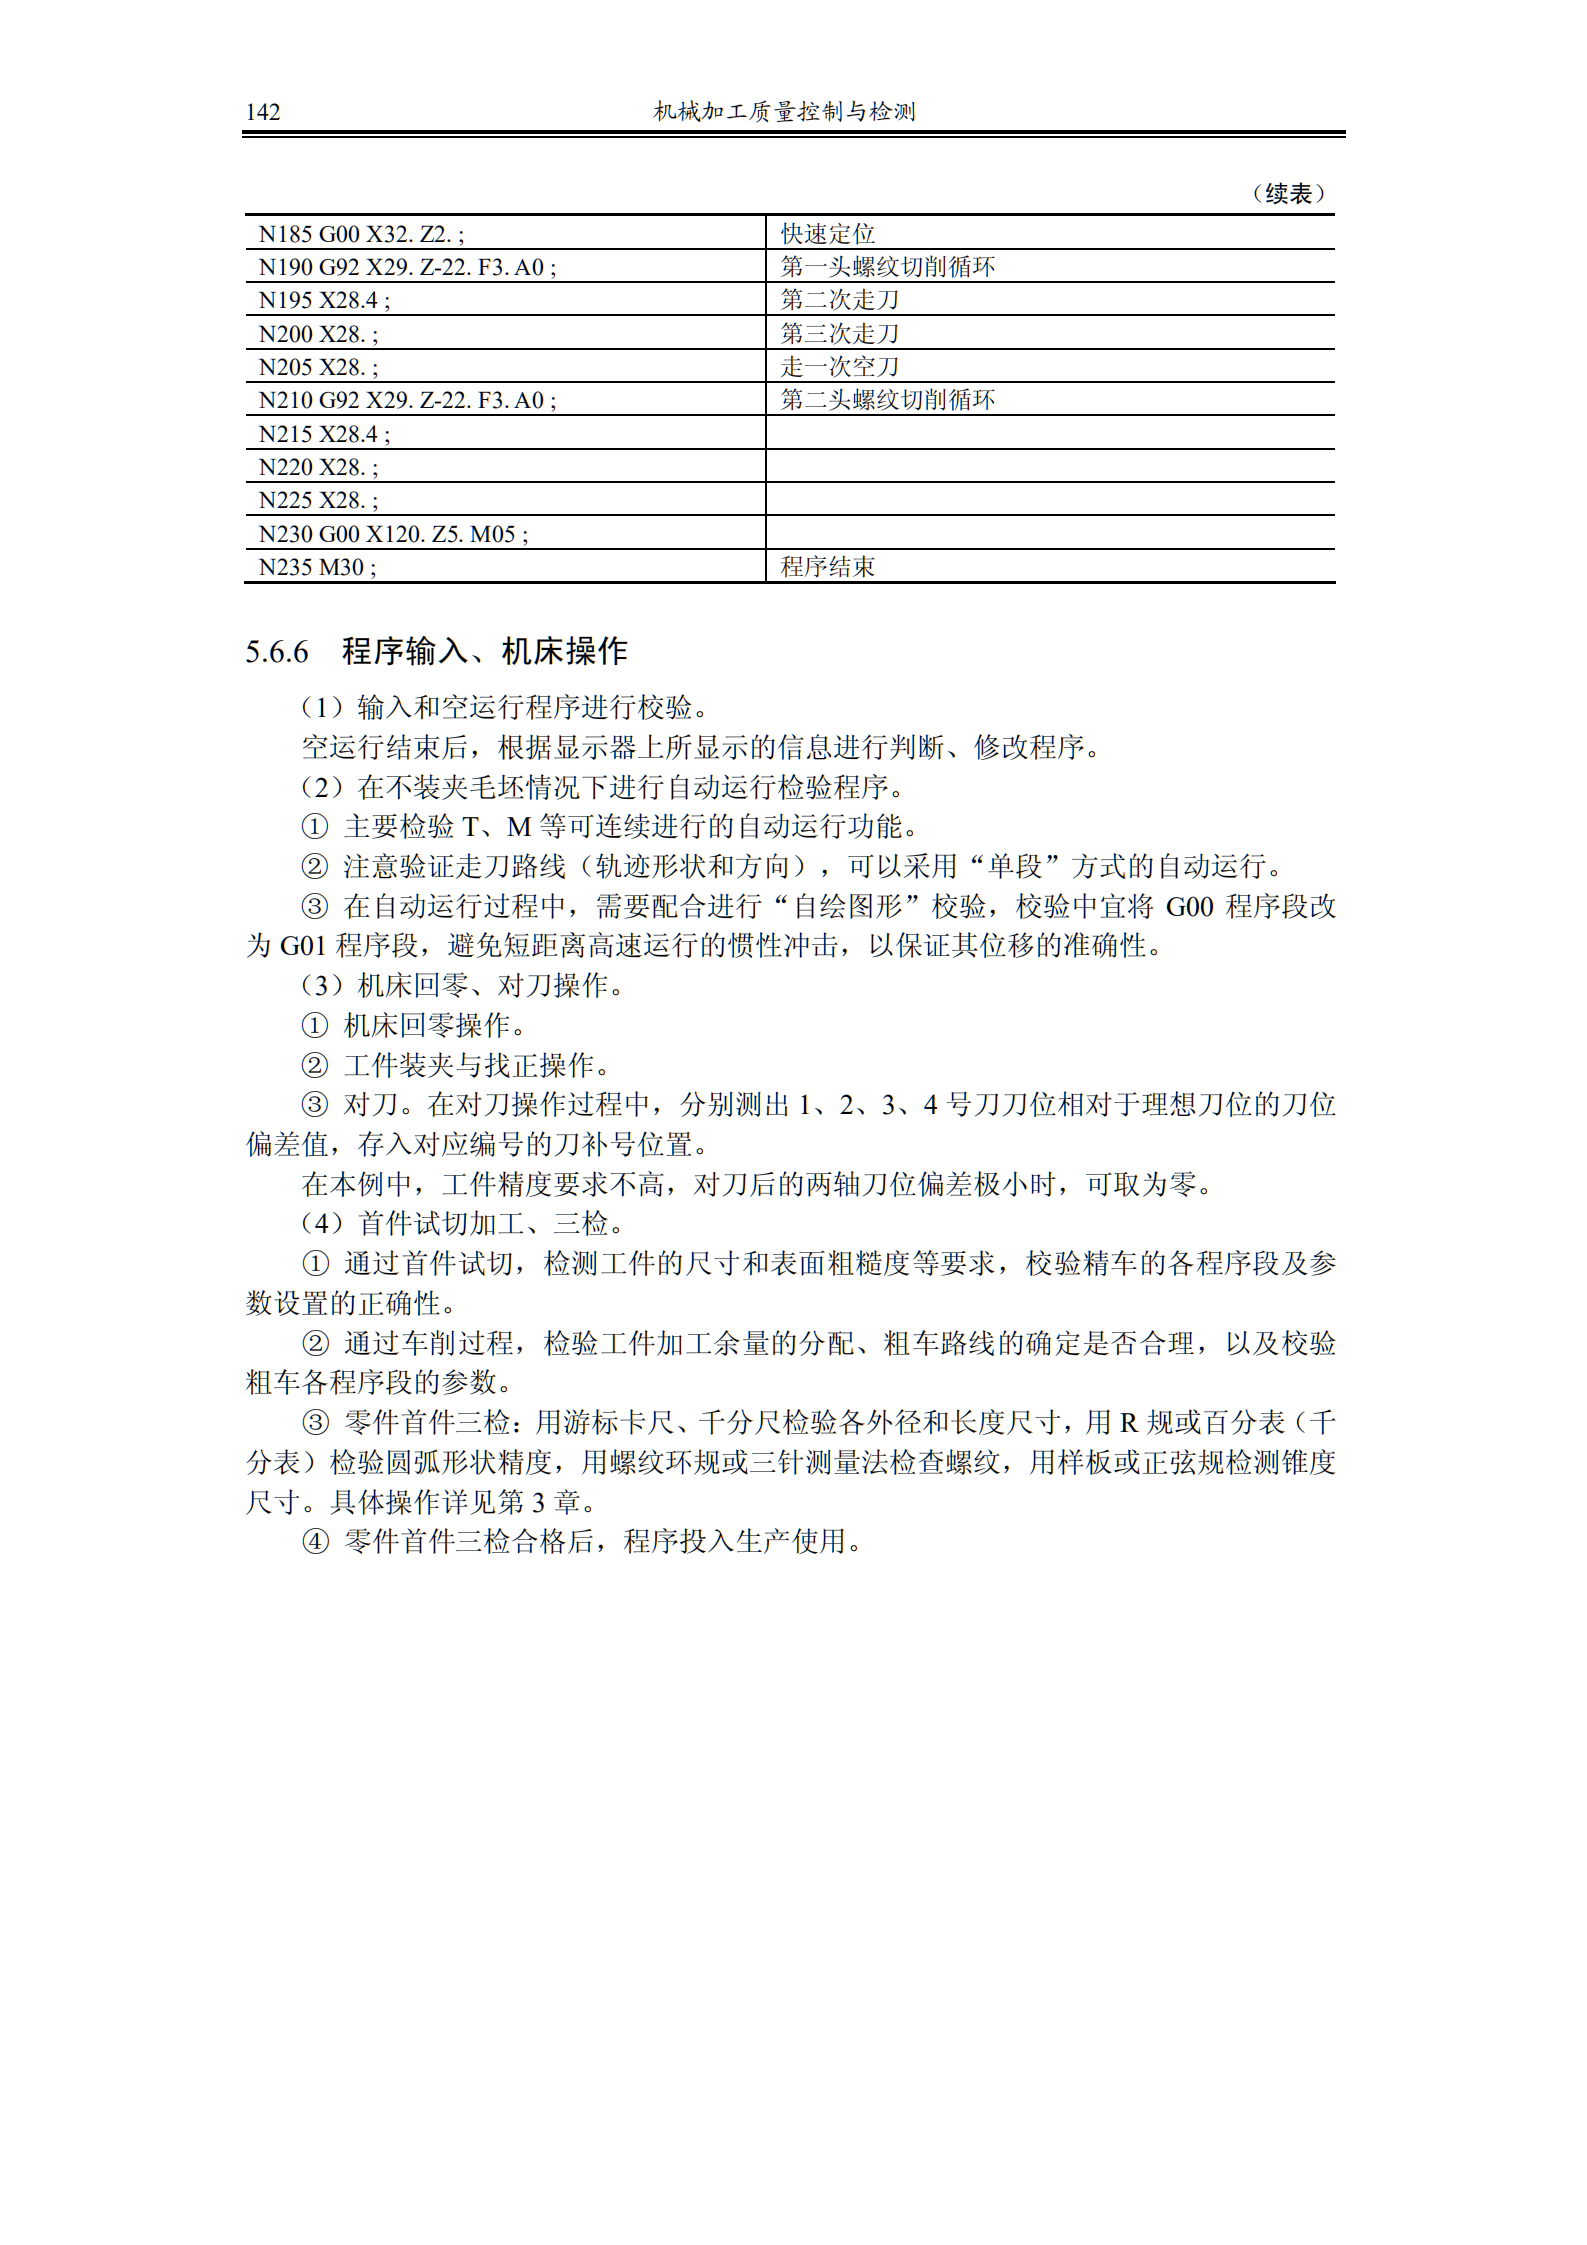 142 机械加工质量控制与检测
（续表）
N185 G00 X32. Z2. ; 快速定位
N190 G92 X29. Z-22. F3. A0 ; 第一头螺纹切削循环
N195 X28.4 ; 第二次走刀
N200 X28. ; 第三次走刀
N205 X28. ; 走一次空刀
N210 G92 X29. Z-22. F3. A0 ; 第二头螺纹切削循环
N215 X28.4 ;
N220 X28. ;
N225 X28. ;
N230 G00 X120. Z5. M05 ;
N235 M30 ; 程序结束
5.6.6 程序输入、机床操作
（1）输入和空运行程序进行校验。
空运行结束后，根据显示器上所显示的信息进行判断、修改程序。
（2）在不装夹毛坯情况下进行自动运行检验程序。
① 主要检验 T、M 等可连续进行的自动运行功能。
② 注意验证走刀路线（轨迹形状和方向），可以采用“单段”方式的自动运行。
③ 在自动运行过程中，需要配合进行“自绘图形”校验，校验中宜将 G00 程序段改
为 G01 程序段，避免短距离高速运行的惯性冲击，以保证其位移的准确性。
（3）机床回零、对刀操作。
① 机床回零操作。
② 工件装夹与找正操作。
③ 对刀。在对刀操作过程中，分别测出 1、2、3、4 号刀刀位相对于理想刀位的刀位
偏差值，存入对应编号的刀补号位置。
在本例中，工件精度要求不高，对刀后的两轴刀位偏差极小时，可取为零。
（4）首件试切加工、三检。
① 通过首件试切，检测工件的尺寸和表面粗糙度等要求，校验精车的各程序段及参
数设置的正确性。
② 通过车削过程，检验工件加工余量的分配、粗车路线的确定是否合理，以及校验
粗车各程序段的参数。
③ 零件首件三检：用游标卡尺、千分尺检验各外径和长度尺寸，用 R 规或百分表（千
分表）检验圆弧形状精度，用螺纹环规或三针测量法检查螺纹，用样板或正弦规检测锥度
尺寸。具体操作详见第 3 章。
④ 零件首件三检合格后，程序投入生产使用。